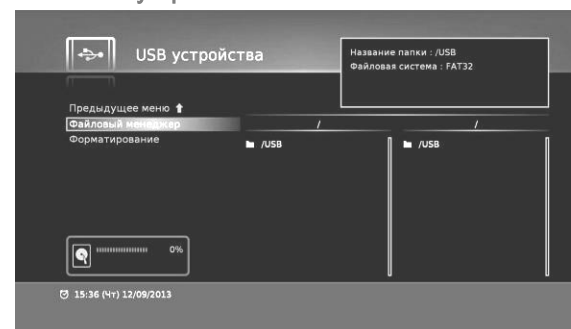 USB устройства
Название папки : /USB
Файловая система : FAT32
Предыдущее меню
Файловый менеджер
Форматирование
/
/
/USB
/USB
0%
15:36 (Чт) 12/09/2013